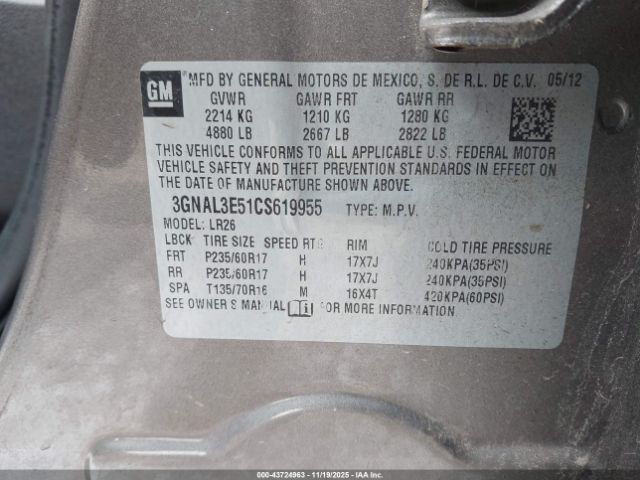 GM
MFD BY GENERAL MOTORS DE MEXICO, S. DE R.L. DE C.V. 05/12
GVWR GAWR FRT GAWR RR
2214 KG 1210 KG 1280 KG
4880 LB 2667 LB 2822 LB
THIS VEHICLE CONFORMS TO ALL APPLICABLE U.S. FEDERAL MOTOR
VEHICLE SAFETY AND THEFT PREVENTION STANDARDS IN EFFECT ON
THE DATE OF MANUFACTURE SHOWN ABOVE.
3GNAL3E51CS619955 TYPE: M.P.V.
MODEL: LR26
LBCK TIRE SIZE SPEED RTG RIM COLD TIRE PRESSURE
FRT P235/60R17 H 17X7J 240KPA(35PSI)
RR P235/60R17 H 17X7J 240KPA(35PSI)
SPA T135/70R16 M 16X4T 420KPA(60PSI)
SEE OWNER'S MANUAL FOR MORE INFORMATION
00-43724963 - 11/19/2025 - IAAI.COM